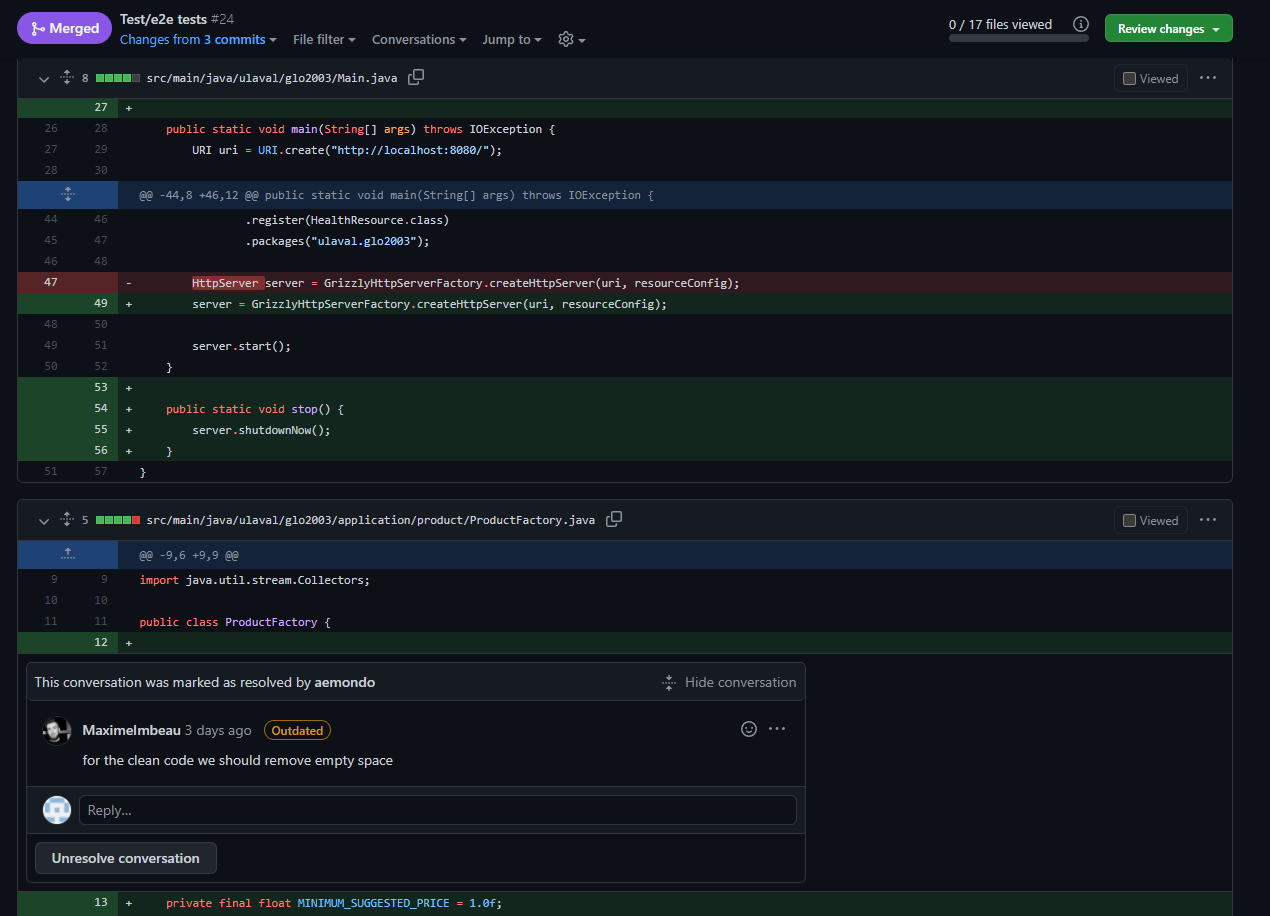 Merged
Test/e2e tests #24
Changes from 3 commits File filter Conversations Jump to
0 / 17 files viewed
Review changes
8 src/main/java/ulaval/glo2003/Main.java
Viewed
27 +
26 28 public static void main(String[] args) throws IOException {
27 29 URI uri = URI.create("http://localhost:8080/");
28 30
@@ -44,8 +46,12 @@ public static void main(String[] args) throws IOException {
44 46 .register(HealthResource.class)
45 47 .packages("ulaval.glo2003");
46 48
47 - HttpServer server = GrizzlyHttpServerFactory.createHttpServer(uri, resourceConfig);
49 + server = GrizzlyHttpServerFactory.createHttpServer(uri, resourceConfig);
48 50
49 51 server.start();
50 52 }
53 +
54 + public static void stop() {
55 + server.shutdownNow();
56 + }
51 57 }
5 src/main/java/ulaval/glo2003/application/product/ProductFactory.java
Viewed
@@ -9,6 +9,9 @@
9 9 import java.util.stream.Collectors;
10 10
11 11 public class ProductFactory {
12 +
This conversation was marked as resolved by aemondo
Hide conversation
MaximeImbeau 3 days ago Outdated
for the clean code we should remove empty space
Reply...
Unresolve conversation
13 + private final float MINIMUM_SUGGESTED_PRICE = 1.0f;